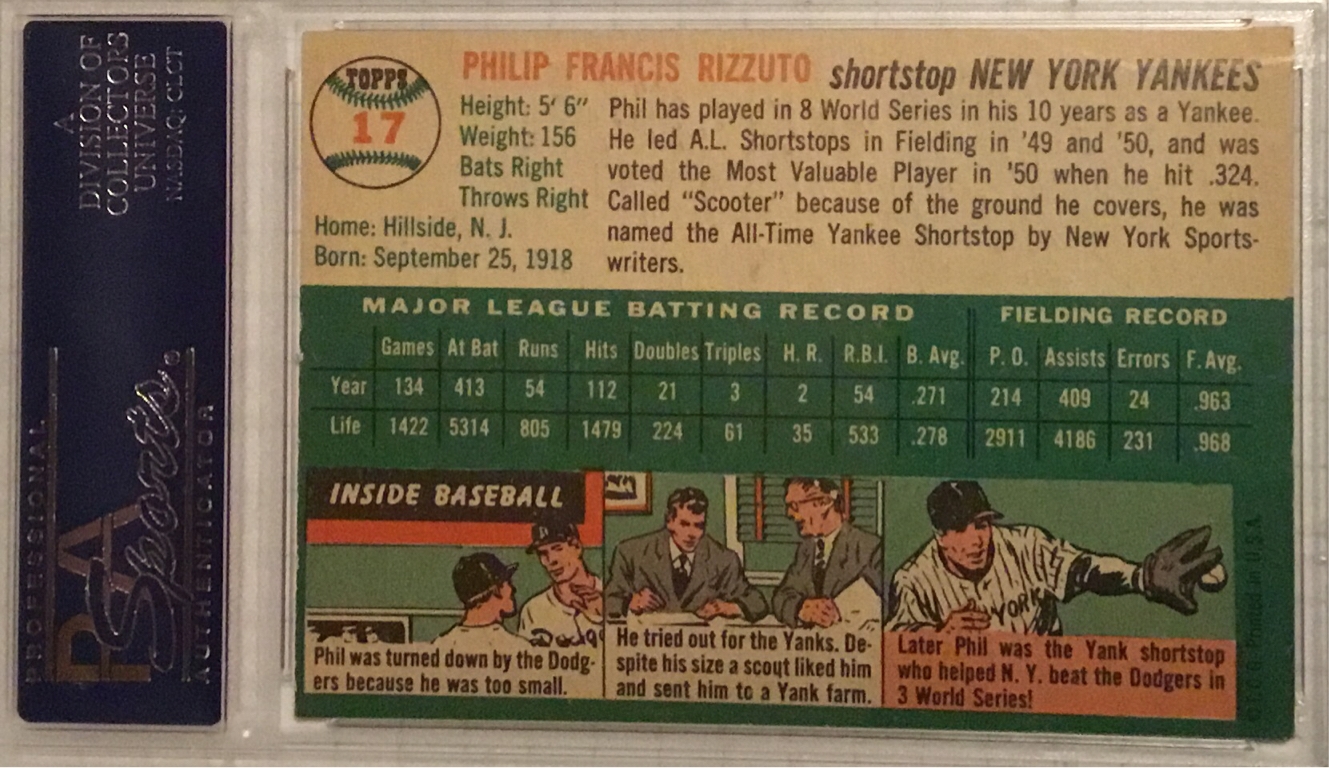 A
DIVISION OF
COLLECTORS
UNIVERSE
NASDAQ: CLCT
PSA
Sports®
PROFESSIONAL
AUTHENTICATOR
TOPPS
17
PHILIP FRANCIS RIZZUTO shortstop NEW YORK YANKEES
Height: 5' 6"
Weight: 156
Bats Right
Throws Right
Home: Hillside, N. J.
Born: September 25, 1918
Phil has played in 8 World Series in his 10 years as a Yankee.
He led A.L. Shortstops in Fielding in '49 and '50, and was
voted the Most Valuable Player in '50 when he hit .324.
Called "Scooter" because of the ground he covers, he was
named the All-Time Yankee Shortstop by New York Sports-
writers.
MAJOR LEAGUE BATTING RECORD FIELDING RECORD
Games At Bat Runs Hits Doubles Triples H. R. R.B.I. B. Avg. P. O. Assists Errors F. Avg.
Year 134 413 54 112 21 3 2 54 .271 214 409 24 .963
Life 1422 5314 805 1479 224 61 35 533 .278 2911 4186 231 .968
INSIDE BASEBALL
B
Dodg
Phil was turned down by the Dodg-
ers because he was too small.
He tried out for the Yanks. De-
spite his size a scout liked him
and sent him to a Yank farm.
YORK
Later Phil was the Yank shortstop
who helped N. Y. beat the Dodgers in
3 World Series!
© T.C.G. Printed in U.S.A.